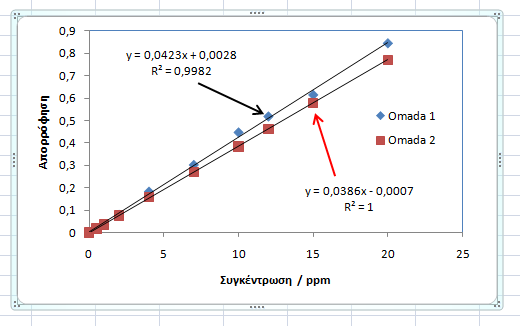 0,9
0,8
0,7
0,6
0,5
0,4
0,3
0,2
0,1
0
Απορρόφηση
y = 0,0423x + 0,0028
R² = 0,9982
Omada 1
Omada 2
y = 0,0386x - 0,0007
R² = 1
0 5 10 15 20 25
Συγκέντρωση / ppm